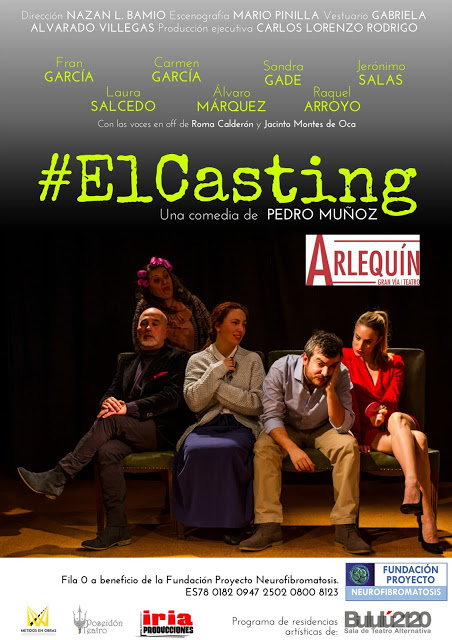 Dirección NAZAN L. BAMIO Escenografía MARIO PINILLA Vestuario GABRIELA
ALVARADO VILLEGAS Producción ejecutiva CARLOS LORENZO RODRIGO
Fran GARCÍA
Carmen GARCÍA
Sandra GADE
Jerónimo SALAS
Laura SALCEDO
Álvaro MÁRQUEZ
Raquel ARROYO
Con las voces en off de Roma Calderón y Jacinto Montes de Oca
#ElCasting
Una comedia de PEDRO MUÑOZ
ARLEQUÍN
GRAN VÍA TEATRO
Fila 0 a beneficio de la Fundación Proyecto Neurofibromatosis.
ES78 0182 0947 2502 0800 8123
FUNDACIÓN
PROYECTO
NEUROFIBROMATOSIS
METIDOS EN OBRAS
Poseidón
Teatro
iria
PRODUCCIONES
Programa de residencias
artísticas de:
Bululú2120
Sala de Teatro Alternativo